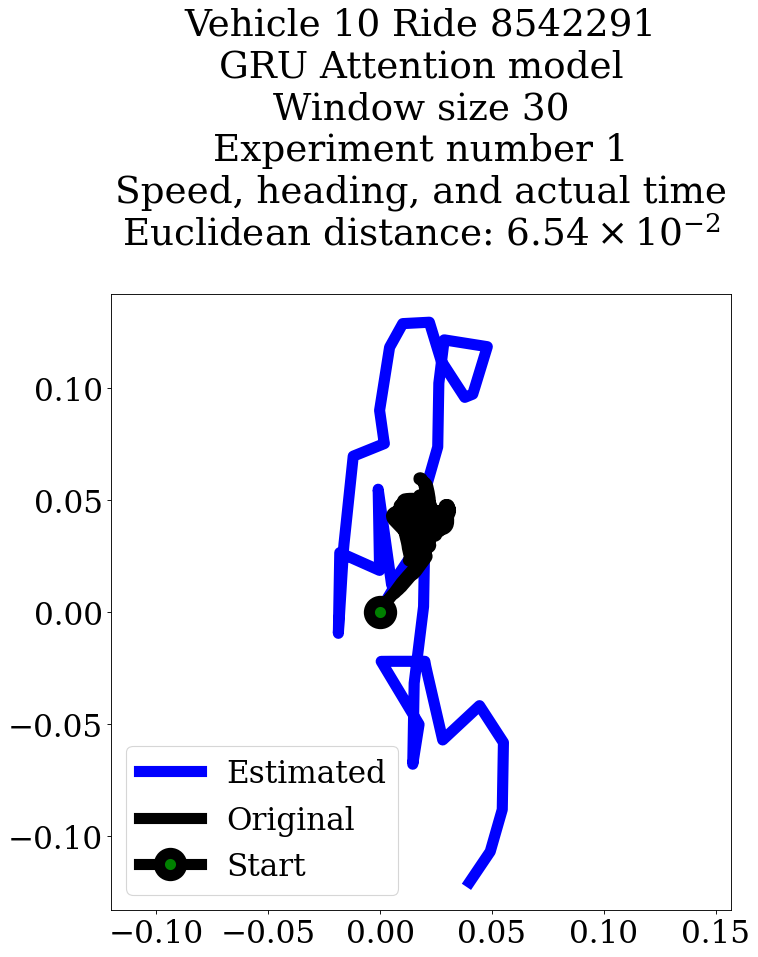 Vehicle 10 Ride 8542291
GRU Attention model
Window size 30
Experiment number 1
Speed, heading, and actual time
Euclidean distance: 6.54 × 10⁻²
0.10
0.05
0.00
−0.05
−0.10
Estimated
Original
Start
−0.10 −0.05 0.00 0.05 0.10 0.15